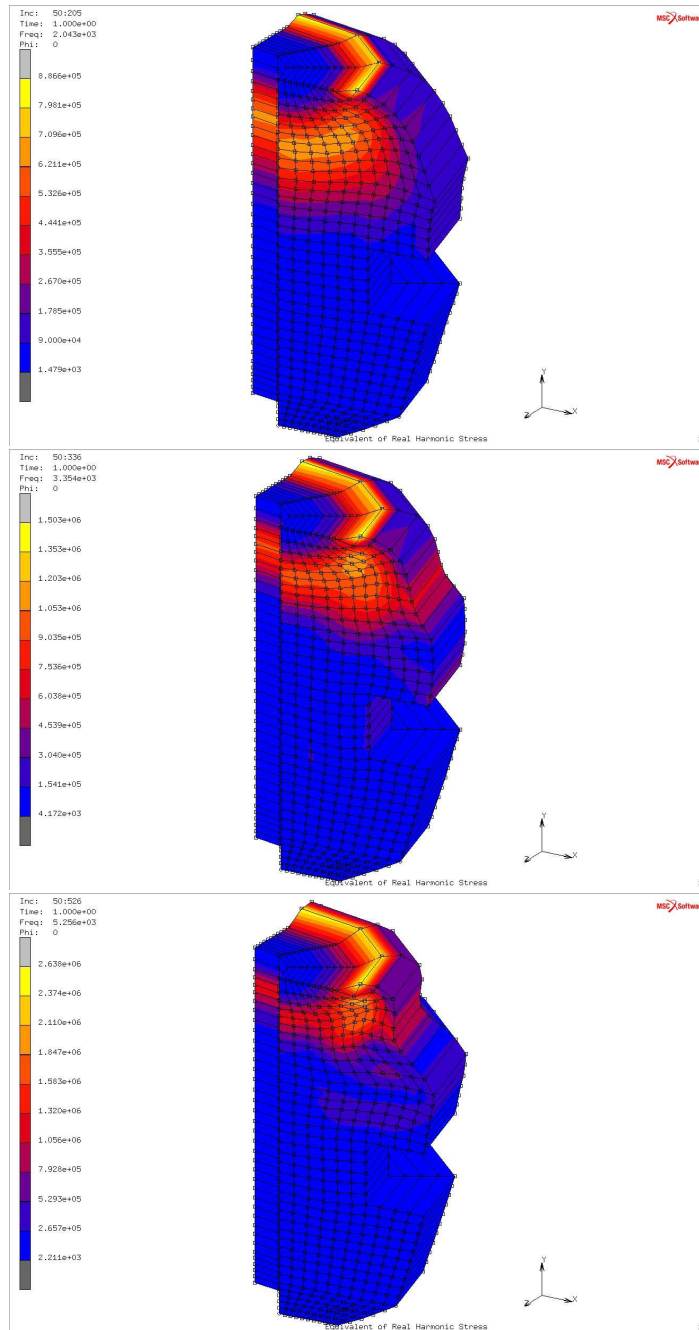 Inc: 50:205
Time: 1.000e+00
Freq: 2.043e+03
Phi: 0
MSC Software
8.866e+05
7.981e+05
7.096e+05
6.211e+05
5.326e+05
4.441e+05
3.555e+05
2.670e+05
1.785e+05
9.000e+04
1.479e+03
Y
Z X
Equivalent of Real Harmonic Stress
Inc: 50:336
Time: 1.000e+00
Freq: 3.354e+03
Phi: 0
MSC Software
1.503e+06
1.353e+06
1.203e+06
1.053e+06
9.035e+05
7.536e+05
6.038e+05
4.539e+05
3.040e+05
1.541e+05
4.172e+03
Y
Z X
Equivalent of Real Harmonic Stress
Inc: 50:526
Time: 1.000e+00
Freq: 5.256e+03
Phi: 0
MSC Software
2.638e+06
2.374e+06
2.110e+06
1.847e+06
1.583e+06
1.320e+06
1.056e+06
7.928e+05
5.293e+05
2.657e+05
2.211e+03
Y
Z X
Equivalent of Real Harmonic Stress